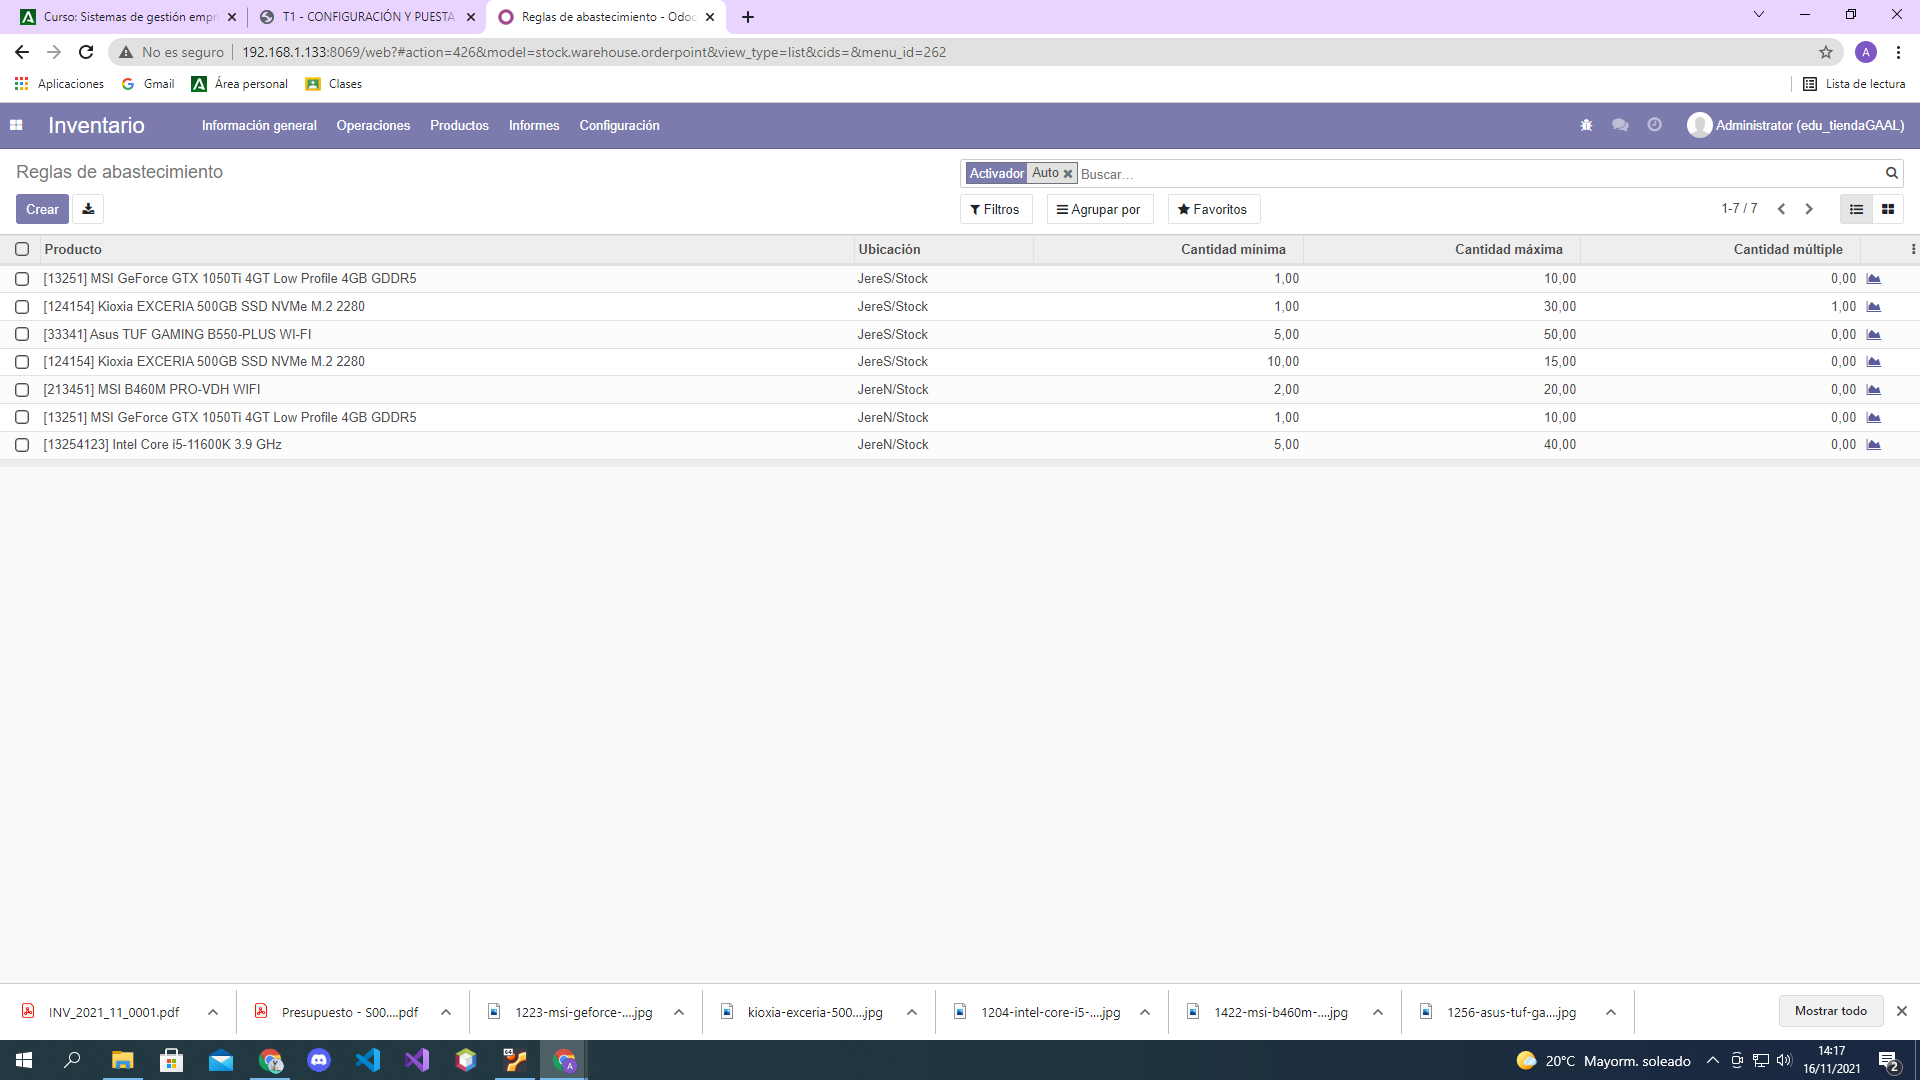 Curso: Sistemas de gestión empr
T1 - CONFIGURACIÓN Y PUESTA
Reglas de abastecimiento - Odoo
No es seguro
192.168.1.133:8069/web?#action=426&model=stock.warehouse.orderpoint&view_type=list&cids=&menu_id=262
A
Aplicaciones
Gmail
Área personal
Clases
Lista de lectura
Inventario
Información general
Operaciones
Productos
Informes
Configuración
Administrator (edu_tiendaGAAL)
Reglas de abastecimiento
Activador Auto Buscar...
Crear
Filtros
Agrupar por
Favoritos
1-7 / 7
Producto Ubicación Cantidad mínima Cantidad máxima Cantidad múltiple
[13251] MSI GeForce GTX 1050Ti 4GT Low Profile 4GB GDDR5 JereS/Stock 1,00 10,00 0,00
[124154] Kioxia EXCERIA 500GB SSD NVMe M.2 2280 JereS/Stock 1,00 30,00 1,00
[33341] Asus TUF GAMING B550-PLUS WI-FI JereS/Stock 5,00 50,00 0,00
[124154] Kioxia EXCERIA 500GB SSD NVMe M.2 2280 JereS/Stock 10,00 15,00 0,00
[213451] MSI B460M PRO-VDH WIFI JereN/Stock 2,00 20,00 0,00
[13251] MSI GeForce GTX 1050Ti 4GT Low Profile 4GB GDDR5 JereN/Stock 1,00 10,00 0,00
[13254123] Intel Core i5-11600K 3.9 GHz JereN/Stock 5,00 40,00 0,00
INV_2021_11_0001.pdf
Presupuesto - S00....pdf
1223-msi-geforce-....jpg
kioxia-exceria-500....jpg
1204-intel-core-i5-....jpg
1422-msi-b460m-....jpg
1256-asus-tuf-ga....jpg
Mostrar todo
20°C Mayorm. soleado
14:17
16/11/2021
2